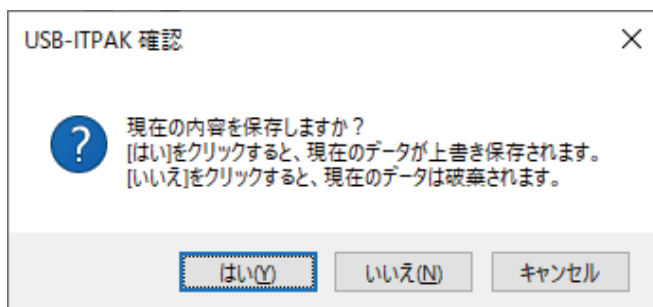 USB-ITPAK 確認
現在の内容を保存しますか？
[はい]をクリックすると、現在のデータが上書き保存されます。
[いいえ]をクリックすると、現在のデータは破棄されます。
はい(Y)
いいえ(N)
キャンセル